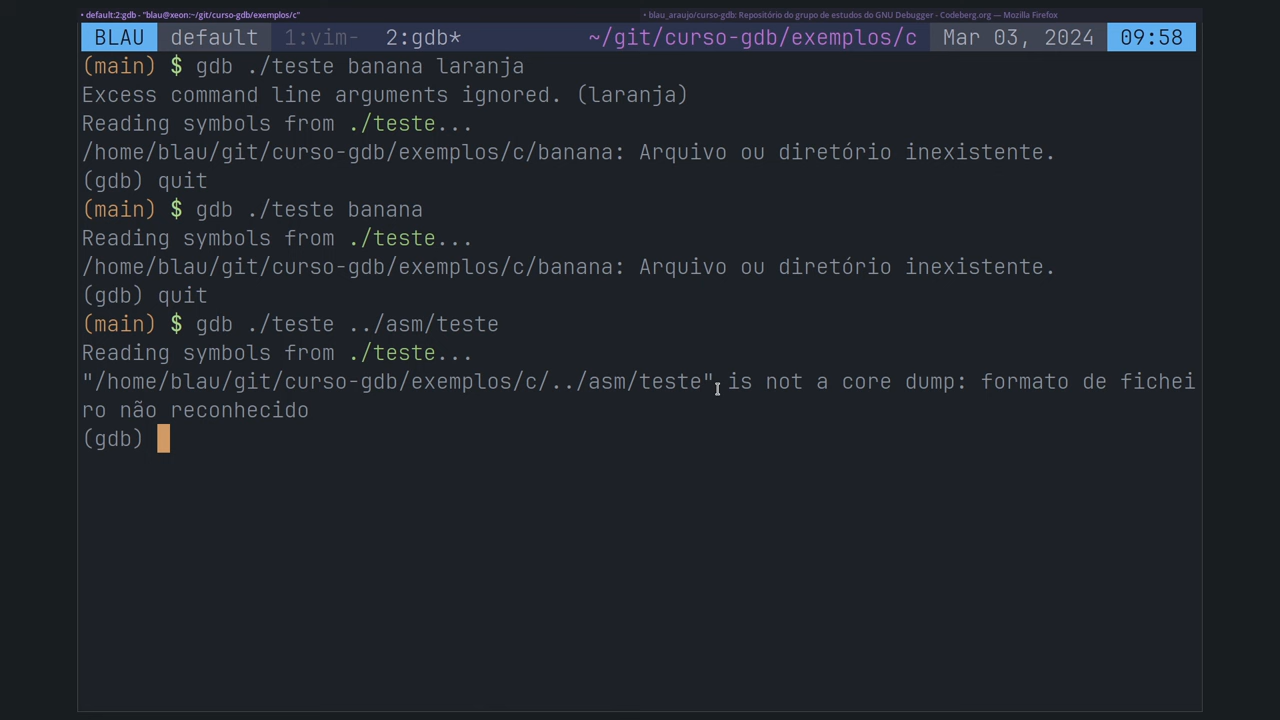 • default:2:gdb - "blau@xeon:~/git/curso-gdb/exemplos/c"
• blau_araujo/curso-gdb: Repositório do grupo de estudos do GNU Debugger - Codeberg.org — Mozilla Firefox
BLAU default 1:vim- 2:gdb* ~/git/curso-gdb/exemplos/c Mar 03, 2024 09:58
(main) $ gdb ./teste banana laranja
Excess command line arguments ignored. (laranja)
Reading symbols from ./teste...
/home/blau/git/curso-gdb/exemplos/c/banana: Arquivo ou diretório inexistente.
(gdb) quit
(main) $ gdb ./teste banana
Reading symbols from ./teste...
/home/blau/git/curso-gdb/exemplos/c/banana: Arquivo ou diretório inexistente.
(gdb) quit
(main) $ gdb ./teste ../asm/teste
Reading symbols from ./teste...
"/home/blau/git/curso-gdb/exemplos/c/../asm/teste" is not a core dump: formato de fichei
ro não reconhecido
(gdb)